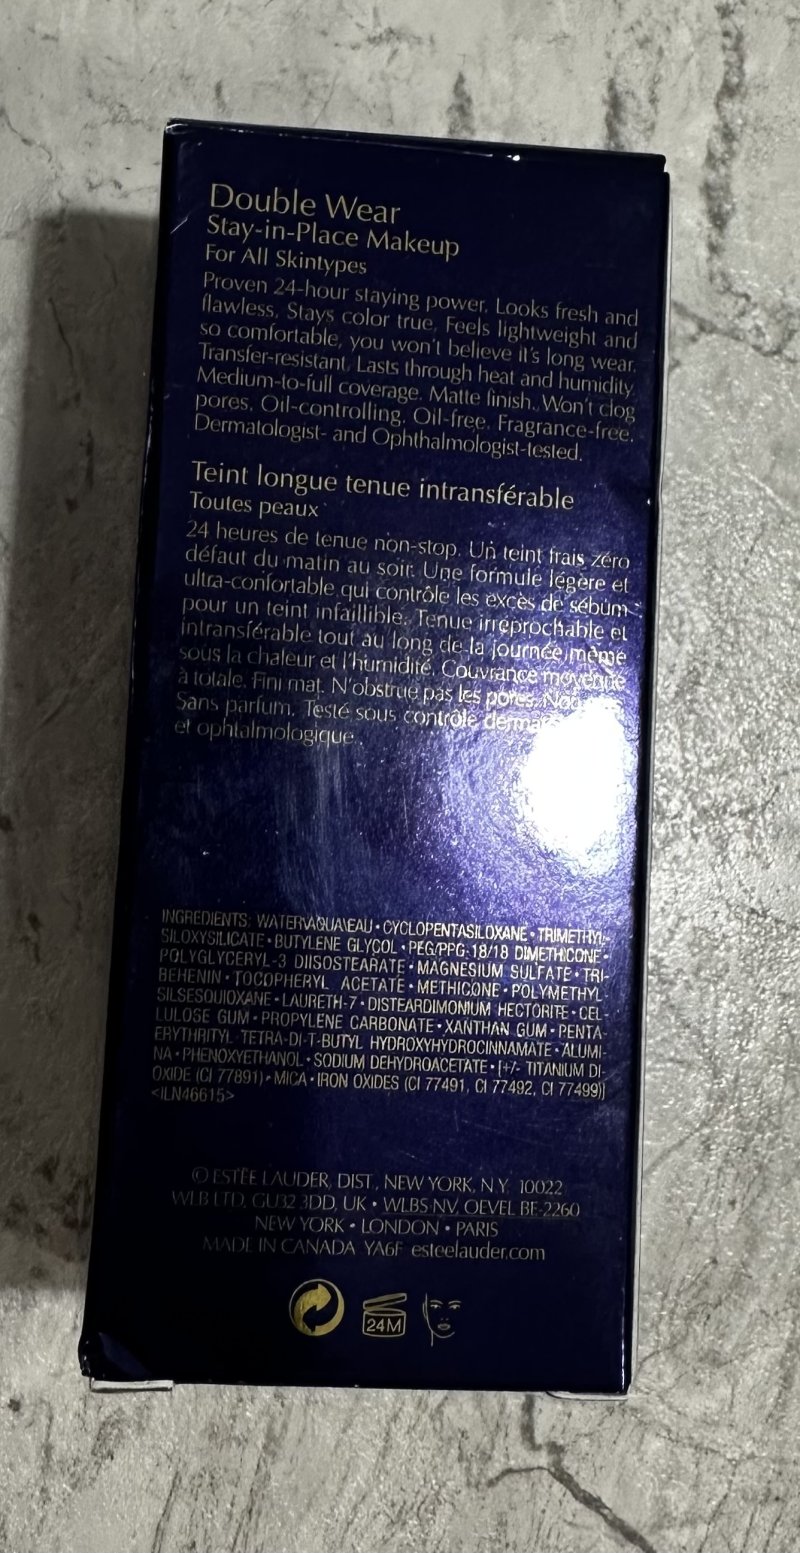 Double Wear
Stay-in-Place Makeup
For All Skintypes
Proven 24-hour staying power. Looks fresh and
flawless. Stays color true. Feels lightweight and
so comfortable, you won't believe it's long wear.
Transfer-resistant. Lasts through heat and humidity.
Medium-to-full coverage. Matte finish. Won't clog
pores. Oil-controlling. Oil-free. Fragrance-free.
Dermatologist- and Ophthalmologist-tested.
Teint longue tenue intransférable
Toutes peaux
24 heures de tenue non-stop. Un teint frais zéro
défaut du matin au soir. Une formule légère et
ultra-confortable qui contrôle les excès de sébum
pour un teint infaillible. Tenue irréprochable et
intransférable tout au long de la journée même
sous la chaleur et l'humidité. Couvrance moyenne
à totale. Fini mat. N'obstrue pas les pores.
Sans parfum. Testé sous contrôle
et ophtalmologique.
INGREDIENTS: WATER\AQUA\EAU • CYCLOPENTASILOXANE • TRIMETHYL-
SILOXYSILICATE • BUTYLENE GLYCOL • PEG/PPG-18/18 DIMETHICONE •
POLYGLYCERYL-3 DIISOSTEARATE • MAGNESIUM SULFATE • TRI-
BEHENIN • TOCOPHERYL ACETATE • METHICONE • POLYMETHYL-
SILSESQUIOXANE • LAURETH-7 • DISTEARDIMONIUM HECTORITE • CEL-
LULOSE GUM • PROPYLENE CARBONATE • XANTHAN GUM • PENTA-
ERYTHRITYL TETRA-DI-T-BUTYL HYDROXYHYDROCINNAMATE • ALUMI-
NA • PHENOXYETHANOL • SODIUM DEHYDROACETATE • [+/- TITANIUM DI-
OXIDE (CI 77891) • MICA • IRON OXIDES (CI 77491, CI 77492, CI 77499)]
<ILN46615>
© ESTĒE LAUDER, DIST., NEW YORK, N.Y. 10022
WLB LTD, GU32 3DD, UK • WLBS-NV, OEVEL BE-2260
NEW YORK • LONDON • PARIS
MADE IN CANADA YA6F esteelauder.com
24M